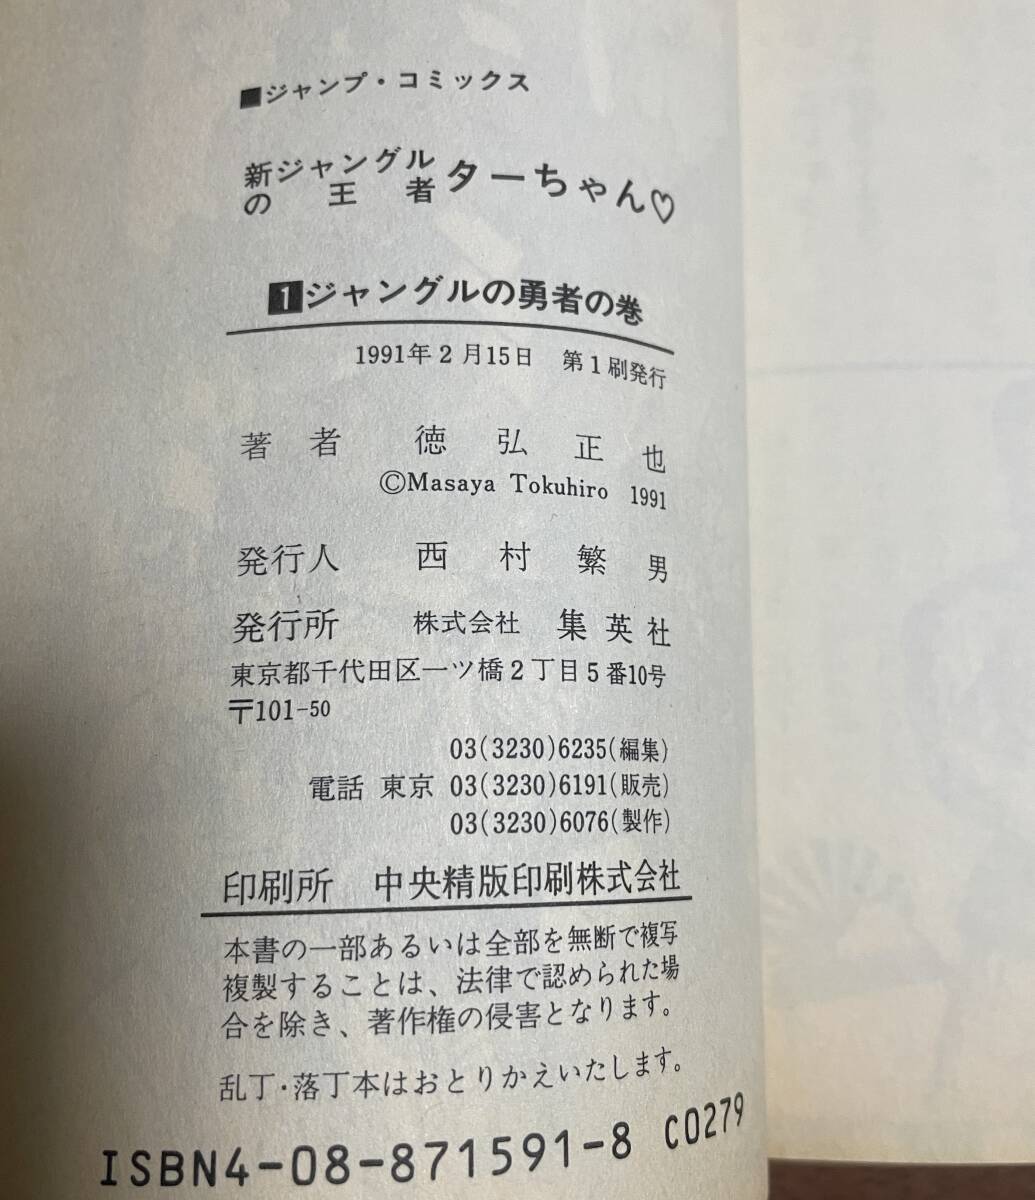 ■ジャンプ・コミックス
新ジャングルの王者ターちゃん♡
1ジャングルの勇者の巻
1991年2月15日 第1刷発行
著者 徳弘正也
©Masaya Tokuhiro 1991
発行人 西村繁男
発行所 株式会社 集英社
東京都千代田区一ツ橋2丁目5番10号
〒101-50
03(3230)6235(編集)
電話 東京 03(3230)6191(販売)
03(3230)6076(製作)
印刷所 中央精版印刷株式会社
本書の一部あるいは全部を無断で複写
複製することは、法律で認められた場
合を除き、著作権の侵害となります。
乱丁・落丁本はおとりかえいたします。
ISBN4-08-871591-8 C0279